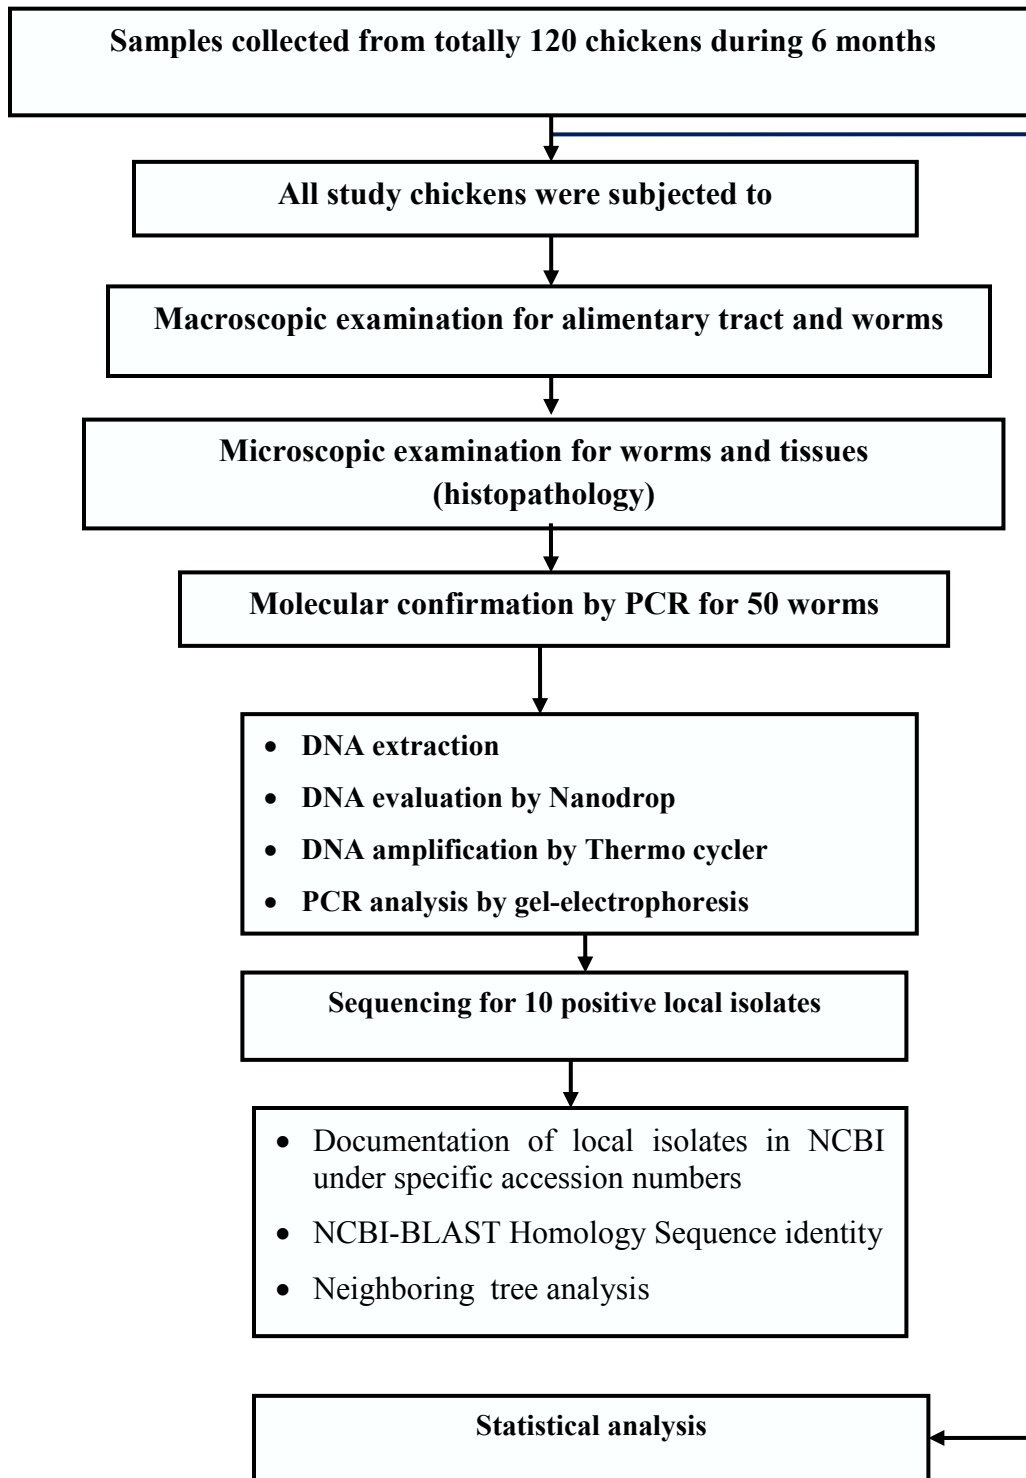 Samples collected from totally 120 chickens during 6 months
All study chickens were subjected to
Macroscopic examination for alimentary tract and worms
Microscopic examination for worms and tissues
(histopathology)
Molecular confirmation by PCR for 50 worms
• DNA extraction
• DNA evaluation by Nanodrop
• DNA amplification by Thermo cycler
• PCR analysis by gel-electrophoresis
Sequencing for 10 positive local isolates
• Documentation of local isolates in NCBI
under specific accession numbers
• NCBI-BLAST Homology Sequence identity
• Neighboring tree analysis
Statistical analysis